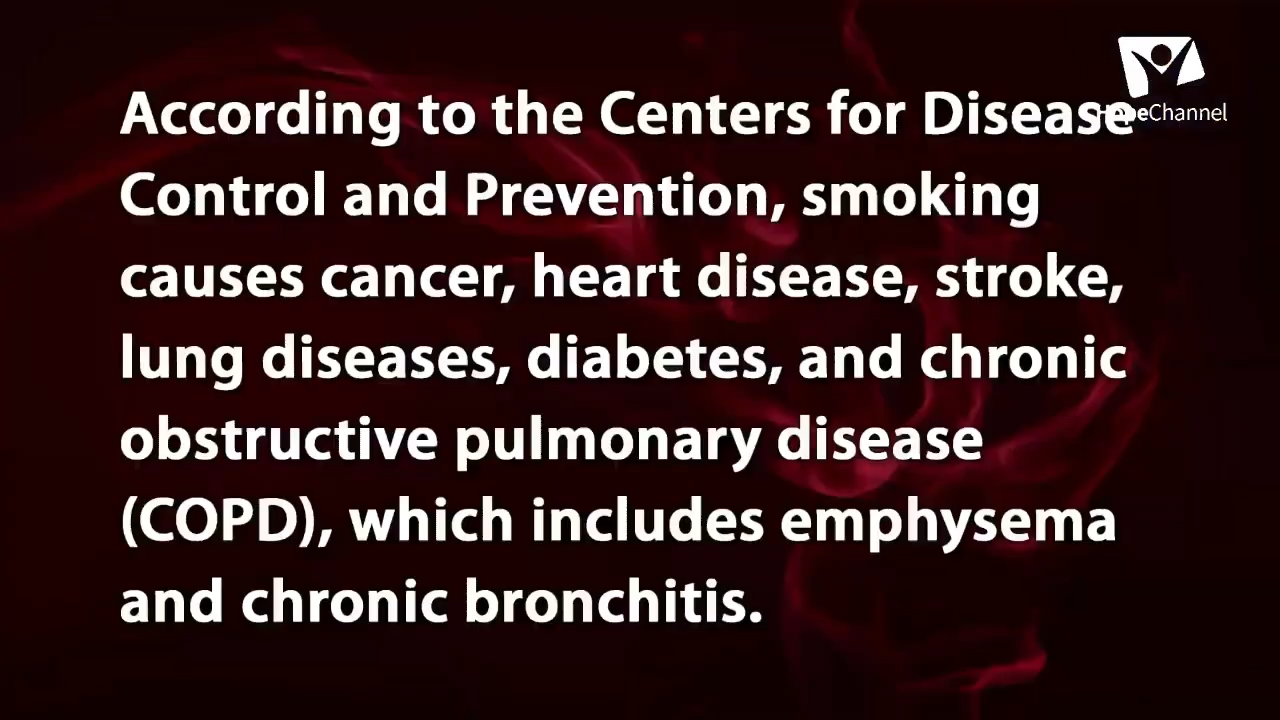 According to the Centers for Disease
HopeChannel
Control and Prevention, smoking
causes cancer, heart disease, stroke,
lung diseases, diabetes, and chronic
obstructive pulmonary disease
(COPD), which includes emphysema
and chronic bronchitis.